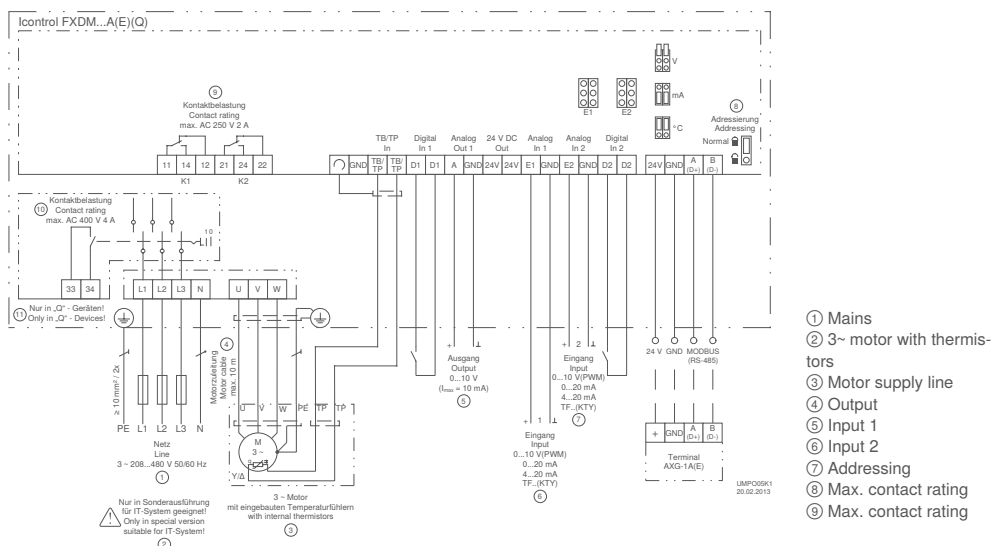 Icontrol FXDM...A(E)(Q)
V
mA
°C
E1
E2
⑧
Adressierung
Addressing
Normal
⑨
Kontaktbelastung
Contact rating
max. AC 250 V 2 A
11 14 12 21 24 22
K1 K2
TB/TP
In
Digital
In 1
Analog
Out 1
24 V DC
Out
Analog
In 1
Analog
In 2
Digital
In 2
GND TB/TP TB/TP D1 D1 A GND 24V 24V E1 GND E2 GND D2 D2
24V GND A (D+) B (D-)
⑩
Kontaktbelastung
Contact rating
max. AC 400 V 4 A
1 0
33 34
L1 L2 L3 N
U V W
⑪
Nur in „Q“ - Geräten!
Only in „Q“ - Devices!
≥ 10 mm² / 2x
PE L1 L2 L3 N
Netz
Line
3 ~ 208...480 V 50/60 Hz
①
Nur in Sonderausführung
für IT-System geeignet!
Only in special version
suitable for IT-System!
②
④
Motorzuleitung
Motor cable
max. 10 m
U V W PE TP TP
M
3 ~
Y/Δ
3 ~ Motor
mit eingebauten Temperaturfühlern
with internal thermistors
③
+ ⊥
Ausgang
Output
0...10 V
(Imax = 10 mA)
⑤
+ 1 ⊥
Eingang
Input
0...10 V(PWM)
0...20 mA
4...20 mA
TF..(KTY)
⑥
+ 2 ⊥
Eingang
Input
0...10 V(PWM)
0...20 mA
4...20 mA
TF..(KTY)
⑦
24 V GND MODBUS
(RS-485)
+ GND A (D+) B (D-)
Terminal
AXG-1A(E)
UMPO05K1
20.02.2013
① Mains
② 3~ motor with thermis-
tors
③ Motor supply line
④ Output
⑤ Input 1
⑥ Input 2
⑦ Addressing
⑧ Max. contact rating
⑨ Max. contact rating